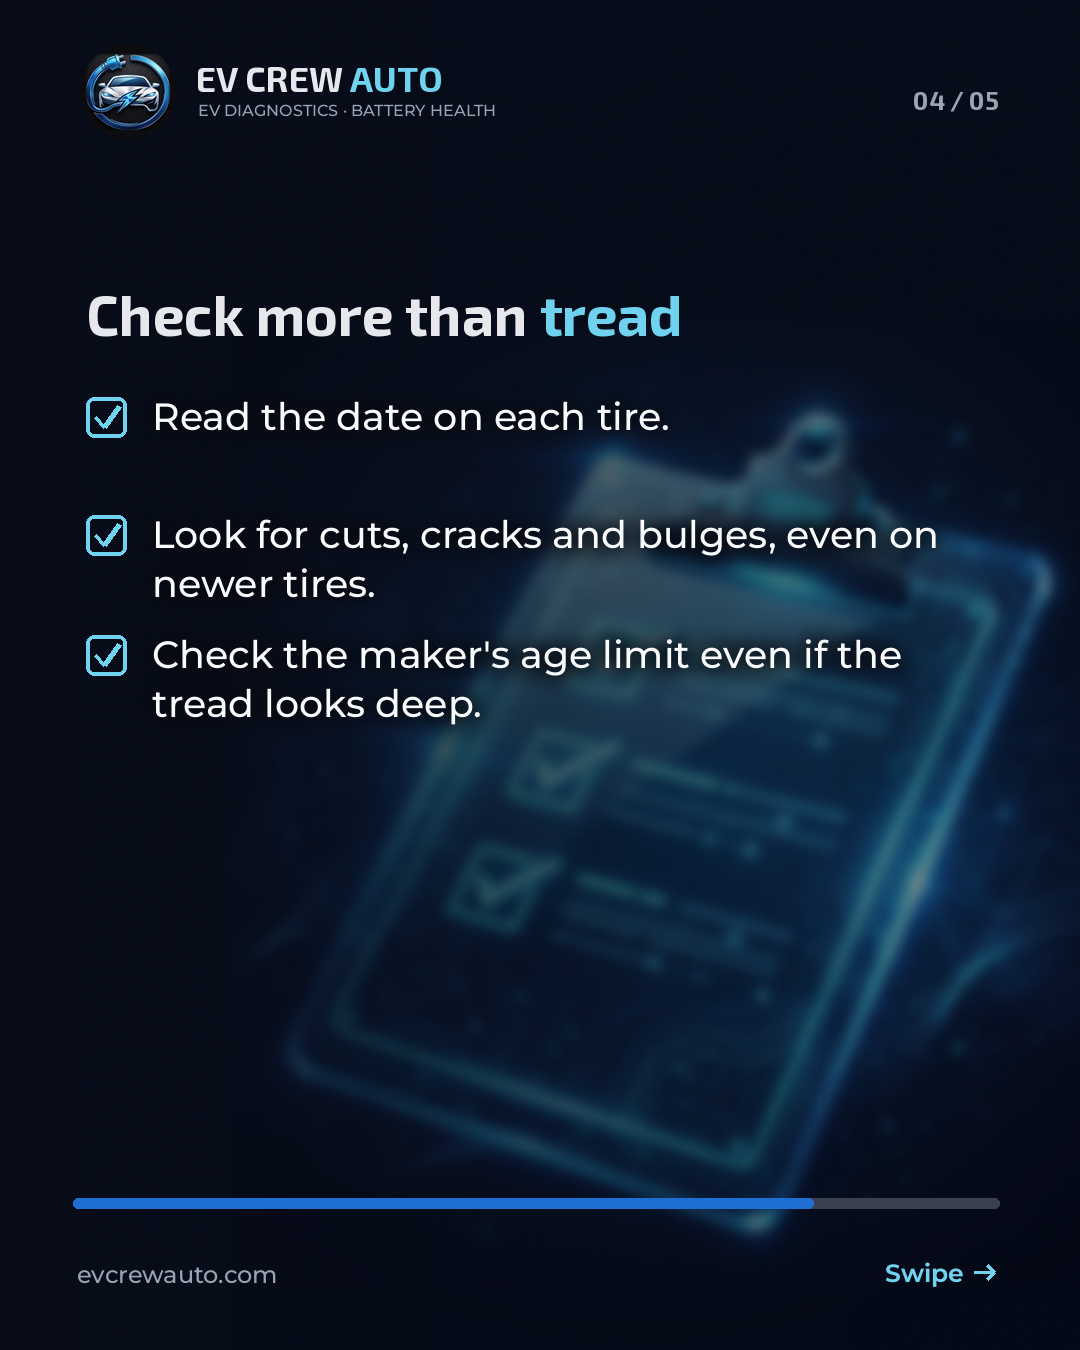 EV CREW AUTO
EV DIAGNOSTICS · BATTERY HEALTH
04 / 05
Check more than tread
Read the date on each tire.
Look for cuts, cracks and bulges, even on
newer tires.
Check the maker's age limit even if the
tread looks deep.
evcrewauto.com
Swipe →